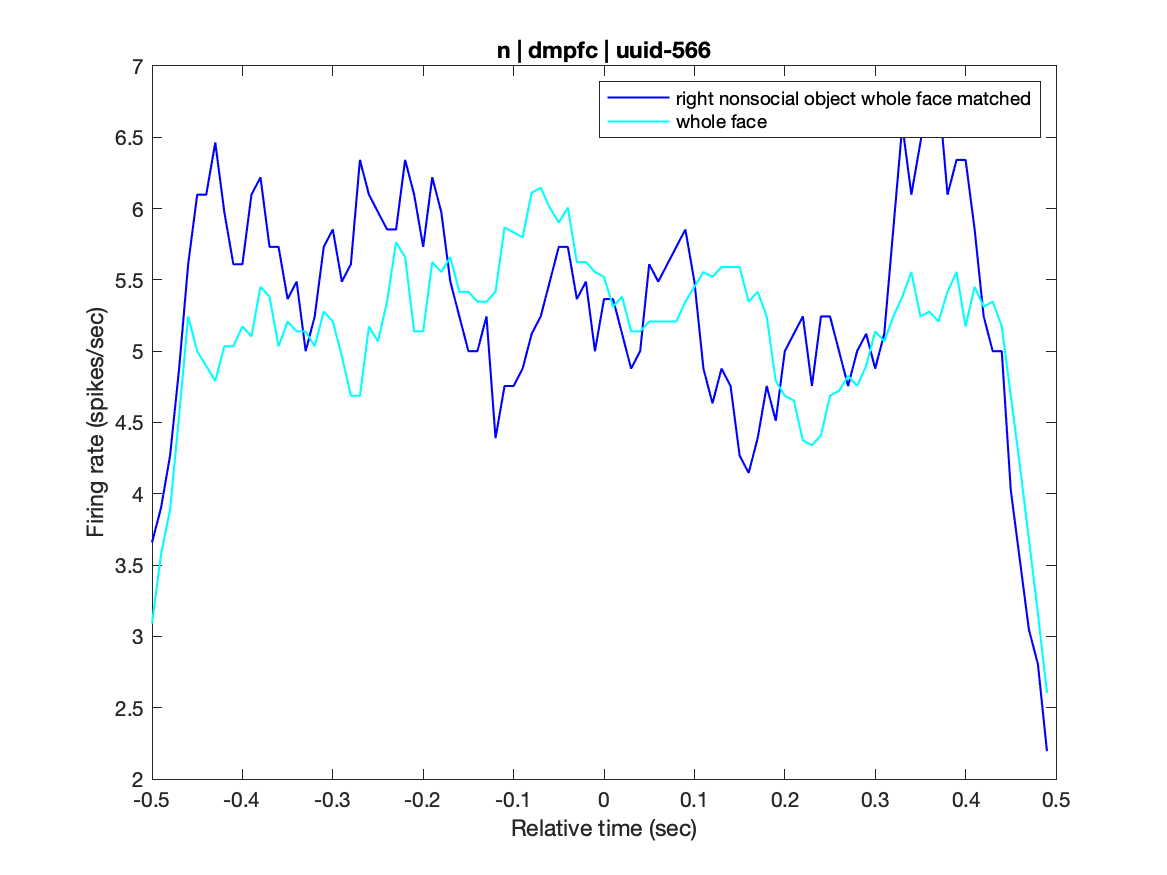 n | dmpfc | uuid-566
right nonsocial object whole face matched
whole face
Firing rate (spikes/sec)
7
6.5
6
5.5
5
4.5
4
3.5
3
2.5
2
-0.5 -0.4 -0.3 -0.2 -0.1 0 0.1 0.2 0.3 0.4 0.5
Relative time (sec)